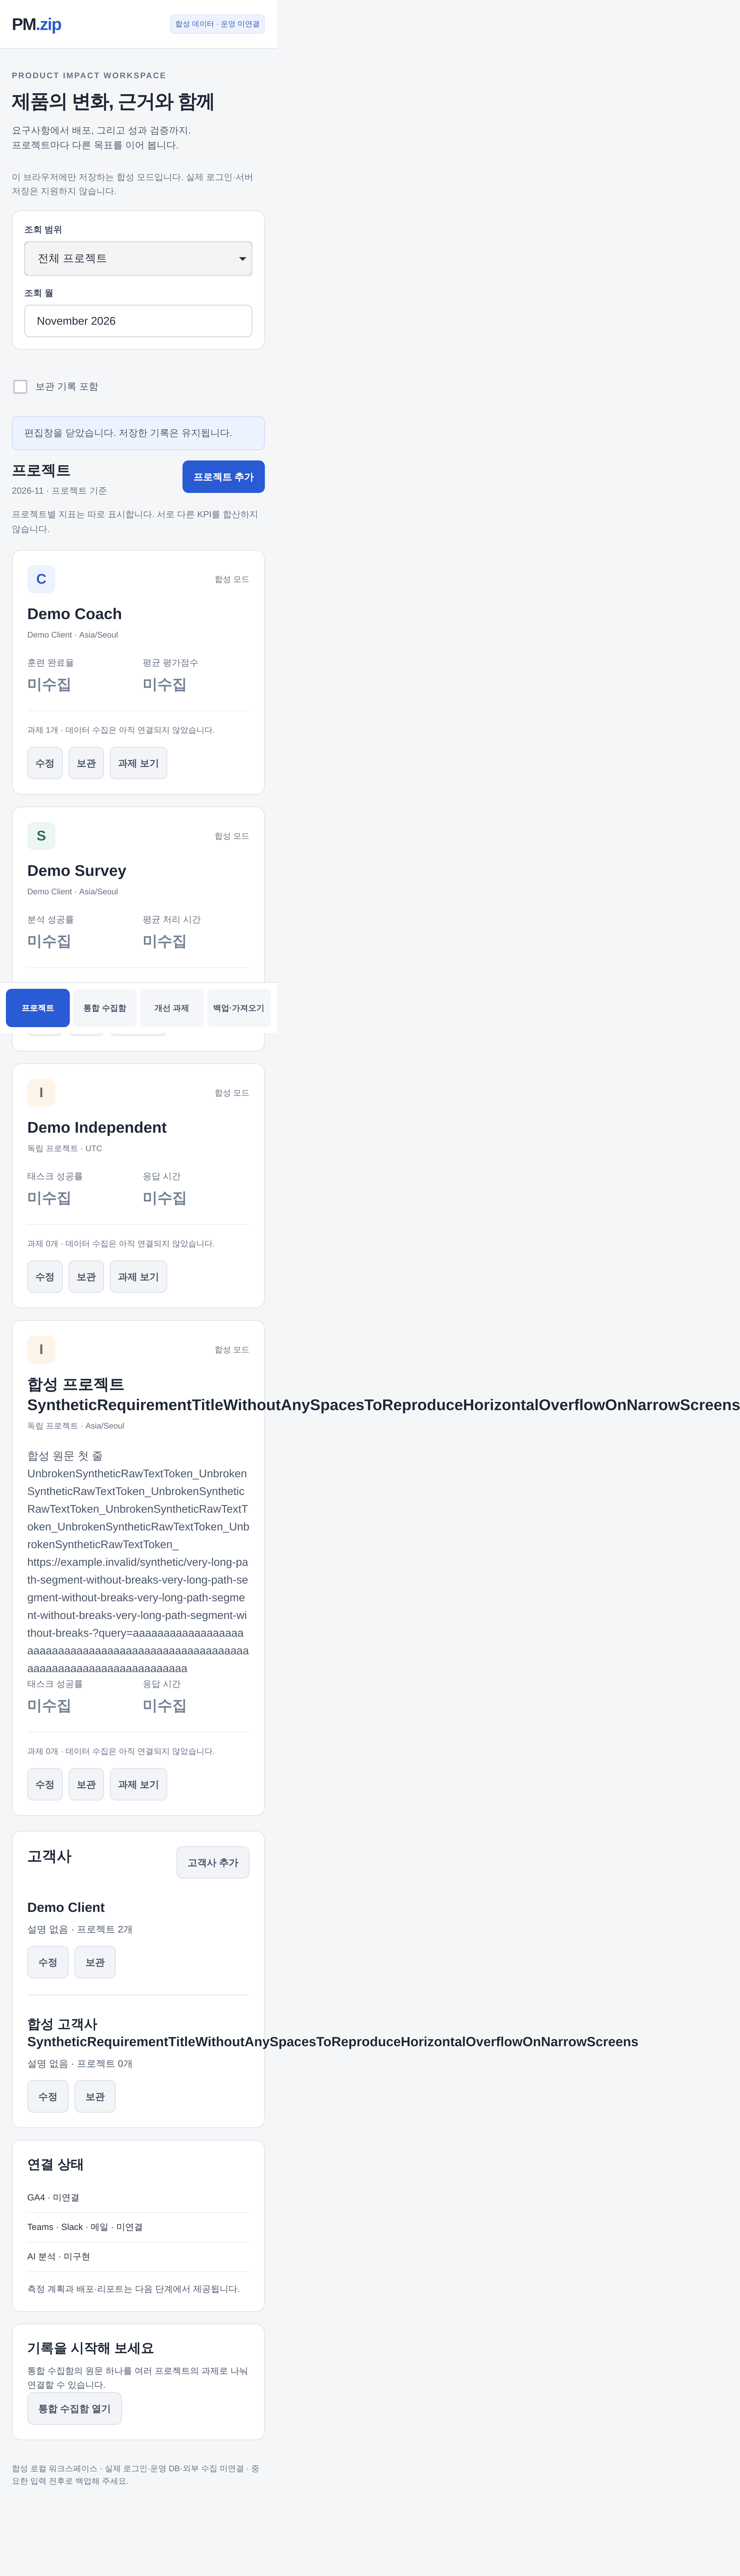 PM.zip
합성 데이터 · 운영 미연결
PRODUCT IMPACT WORKSPACE
제품의 변화, 근거와 함께
요구사항에서 배포, 그리고 성과 검증까지.
프로젝트마다 다른 목표를 이어 봅니다.
이 브라우저에만 저장하는 합성 모드입니다. 실제 로그인·서버
저장은 지원하지 않습니다.
조회 범위
전체 프로젝트
조회 월
November 2026
보관 기록 포함
편집창을 닫았습니다. 저장한 기록은 유지됩니다.
프로젝트
2026-11 · 프로젝트 기준
프로젝트 추가
프로젝트별 지표는 따로 표시합니다. 서로 다른 KPI를 합산하지
않습니다.
C
합성 모드
Demo Coach
Demo Client · Asia/Seoul
훈련 완료율
평균 평가점수
미수집
미수집
과제 1개 · 데이터 수집은 아직 연결되지 않았습니다.
수정
보관
과제 보기
S
합성 모드
Demo Survey
Demo Client · Asia/Seoul
분석 성공률
평균 처리 시간
미수집
미수집
프로젝트
통합 수집함
개선 과제
백업·가져오기
I
합성 모드
Demo Independent
독립 프로젝트 · UTC
태스크 성공률
응답 시간
미수집
미수집
과제 0개 · 데이터 수집은 아직 연결되지 않았습니다.
수정
보관
과제 보기
I
합성 모드
합성 프로젝트
SyntheticRequirementTitleWithoutAnySpacesToReproduceHorizontalOverflowOnNarrowScreens
독립 프로젝트 · Asia/Seoul
합성 원문 첫 줄
UnbrokenSyntheticRawTextToken_Unbroken
SyntheticRawTextToken_UnbrokenSynthetic
RawTextToken_UnbrokenSyntheticRawTextT
oken_UnbrokenSyntheticRawTextToken_Unb
rokenSyntheticRawTextToken_
https://example.invalid/synthetic/very-long-pa
th-segment-without-breaks-very-long-path-se
gment-without-breaks-very-long-path-segme
nt-without-breaks-very-long-path-segment-wi
thout-breaks-?query=aaaaaaaaaaaaaaaaaa
aaaaaaaaaaaaaaaaaaaaaaaaaaaaaaaaaaaa
aaaaaaaaaaaaaaaaaaaaaaaaaa
태스크 성공률
응답 시간
미수집
미수집
과제 0개 · 데이터 수집은 아직 연결되지 않았습니다.
수정
보관
과제 보기
고객사
고객사 추가
Demo Client
설명 없음 · 프로젝트 2개
수정
보관
합성 고객사
SyntheticRequirementTitleWithoutAnySpacesToReproduceHorizontalOverflowOnNarrowScreens
설명 없음 · 프로젝트 0개
수정
보관
연결 상태
GA4 · 미연결
Teams · Slack · 메일 · 미연결
AI 분석 · 미구현
측정 계획과 배포·리포트는 다음 단계에서 제공됩니다.
기록을 시작해 보세요
통합 수집함의 원문 하나를 여러 프로젝트의 과제로 나눠
연결할 수 있습니다.
통합 수집함 열기
합성 로컬 워크스페이스 · 실제 로그인·운영 DB·외부 수집 미연결 · 중
요한 입력 전후로 백업해 주세요.